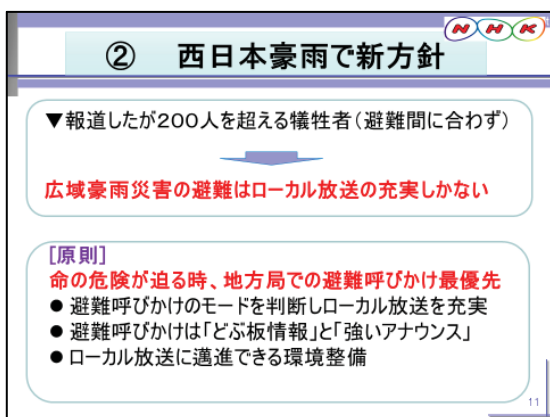 NHK
② 西日本豪雨で新方針
▼報道したが200人を超える犠牲者(避難間に合わず)
広域豪雨災害の避難はローカル放送の充実しかない
[原則]
命の危険が迫る時、地方局での避難呼びかけ最優先
● 避難呼びかけのモードを判断しローカル放送を充実
● 避難呼びかけは「どぶ板情報」と「強いアナウンス」
● ローカル放送に邁進できる環境整備
11